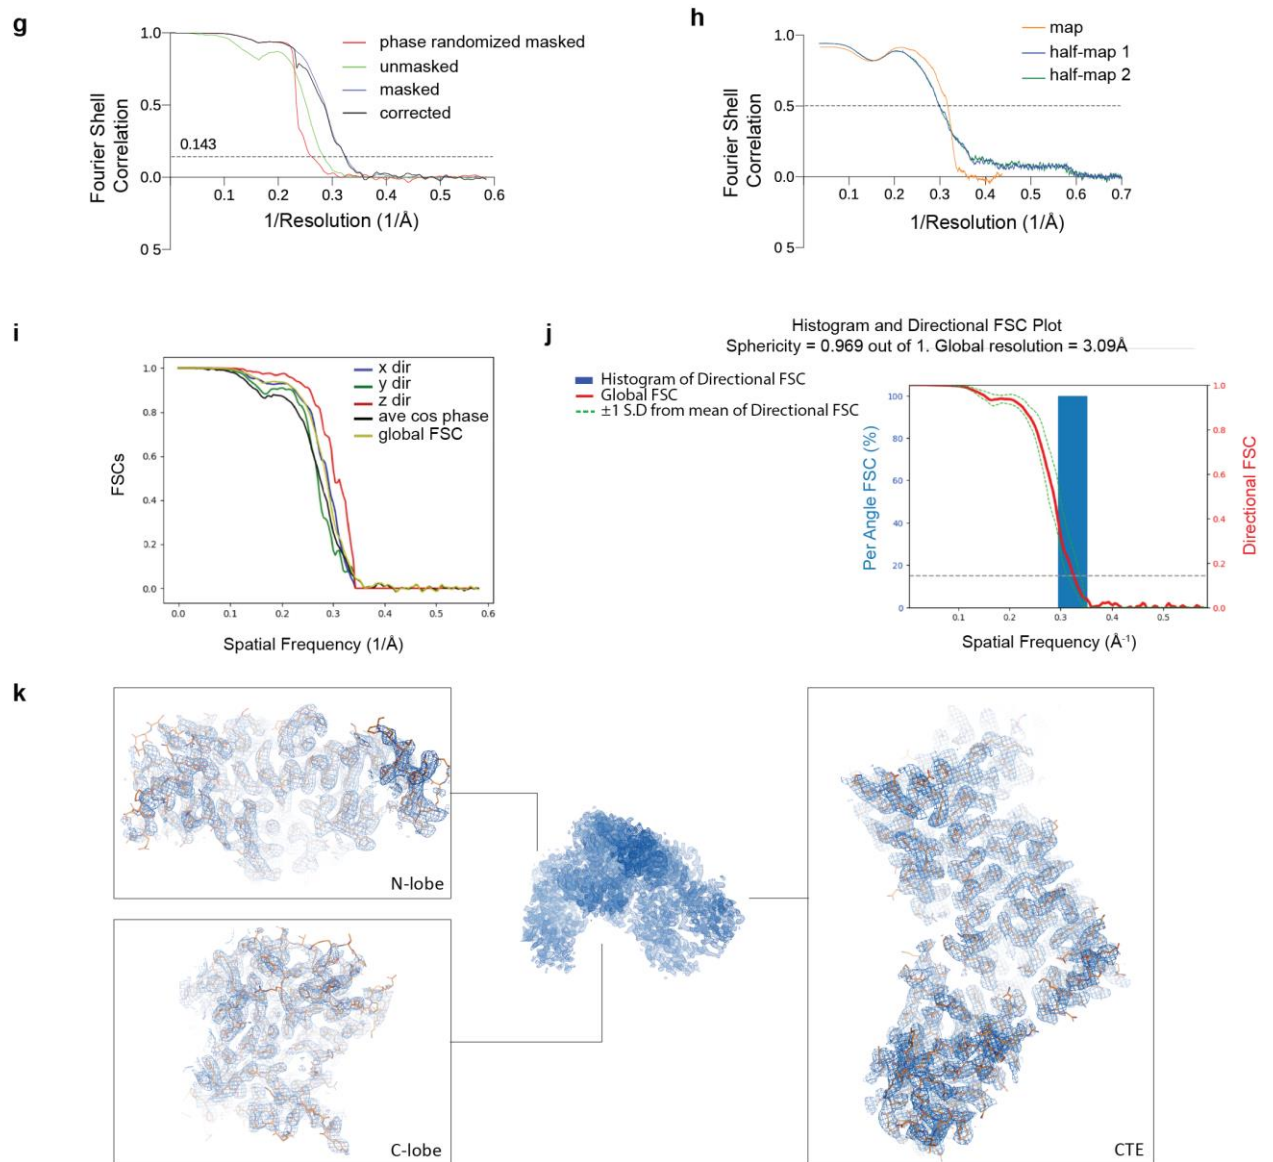 g
1.0
0.5
0.143
0.0
0 5
Fourier Shell
Correlation
phase randomized masked
unmasked
masked
corrected
0.1
0.2
0.3
0.4
0.5
0.6
1/Resolution (1/Å)
h
1.0
0.5
0.0
0 5
Fourier Shell
Correlation
map
half-map 1
half-map 2
0.1
0.2
0.3
0.4
0.5
0.6
0.7
1/Resolution (1/Å)
i
1.0
0.8
0.6
0.4
0.2
0.0
FSCs
x dir
y dir
z dir
ave cos phase
global FSC
0.0
0.1
0.2
0.3
0.4
0.5
0.6
Spatial Frequency (1/Å)
j
Histogram and Directional FSC Plot
Sphericity = 0.969 out of 1. Global resolution = 3.09Å
Histogram of Directional FSC
Global FSC
±1 S.D from mean of Directional FSC
Per Angle FSC (%)
100
80
60
40
20
0
1.0
0.8
0.6
0.4
0.2
0.0
Directional FSC
0.1
0.2
0.3
0.4
0.5
Spatial Frequency (Å-1)
k
N-lobe
C-lobe
CTE